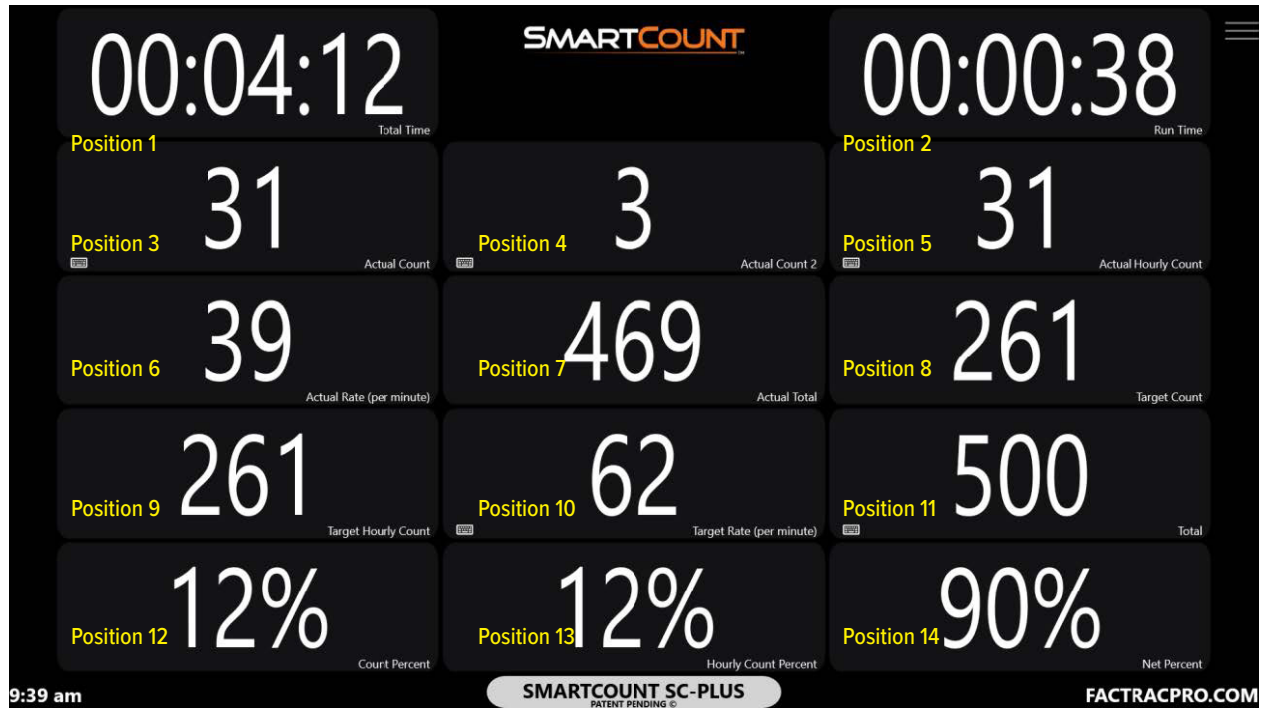 00:04:12
Total Time
Position 1
SMARTCOUNT
00:00:38
Run Time
Position 2
31
Position 3
Actual Count
3
Position 4
Actual Count 2
31
Position 5
Actual Hourly Count
39
Position 6
Actual Rate (per minute)
469
Position 7
Actual Total
261
Position 8
Target Count
261
Position 9
Target Hourly Count
62
Position 10
Target Rate (per minute)
500
Position 11
Total
12%
Position 12
Count Percent
12%
Position 13
Hourly Count Percent
90%
Position 14
Net Percent
9:39 am
SMARTCOUNT SC-PLUS
PATENT PENDING ©
FACTRACPRO.COM